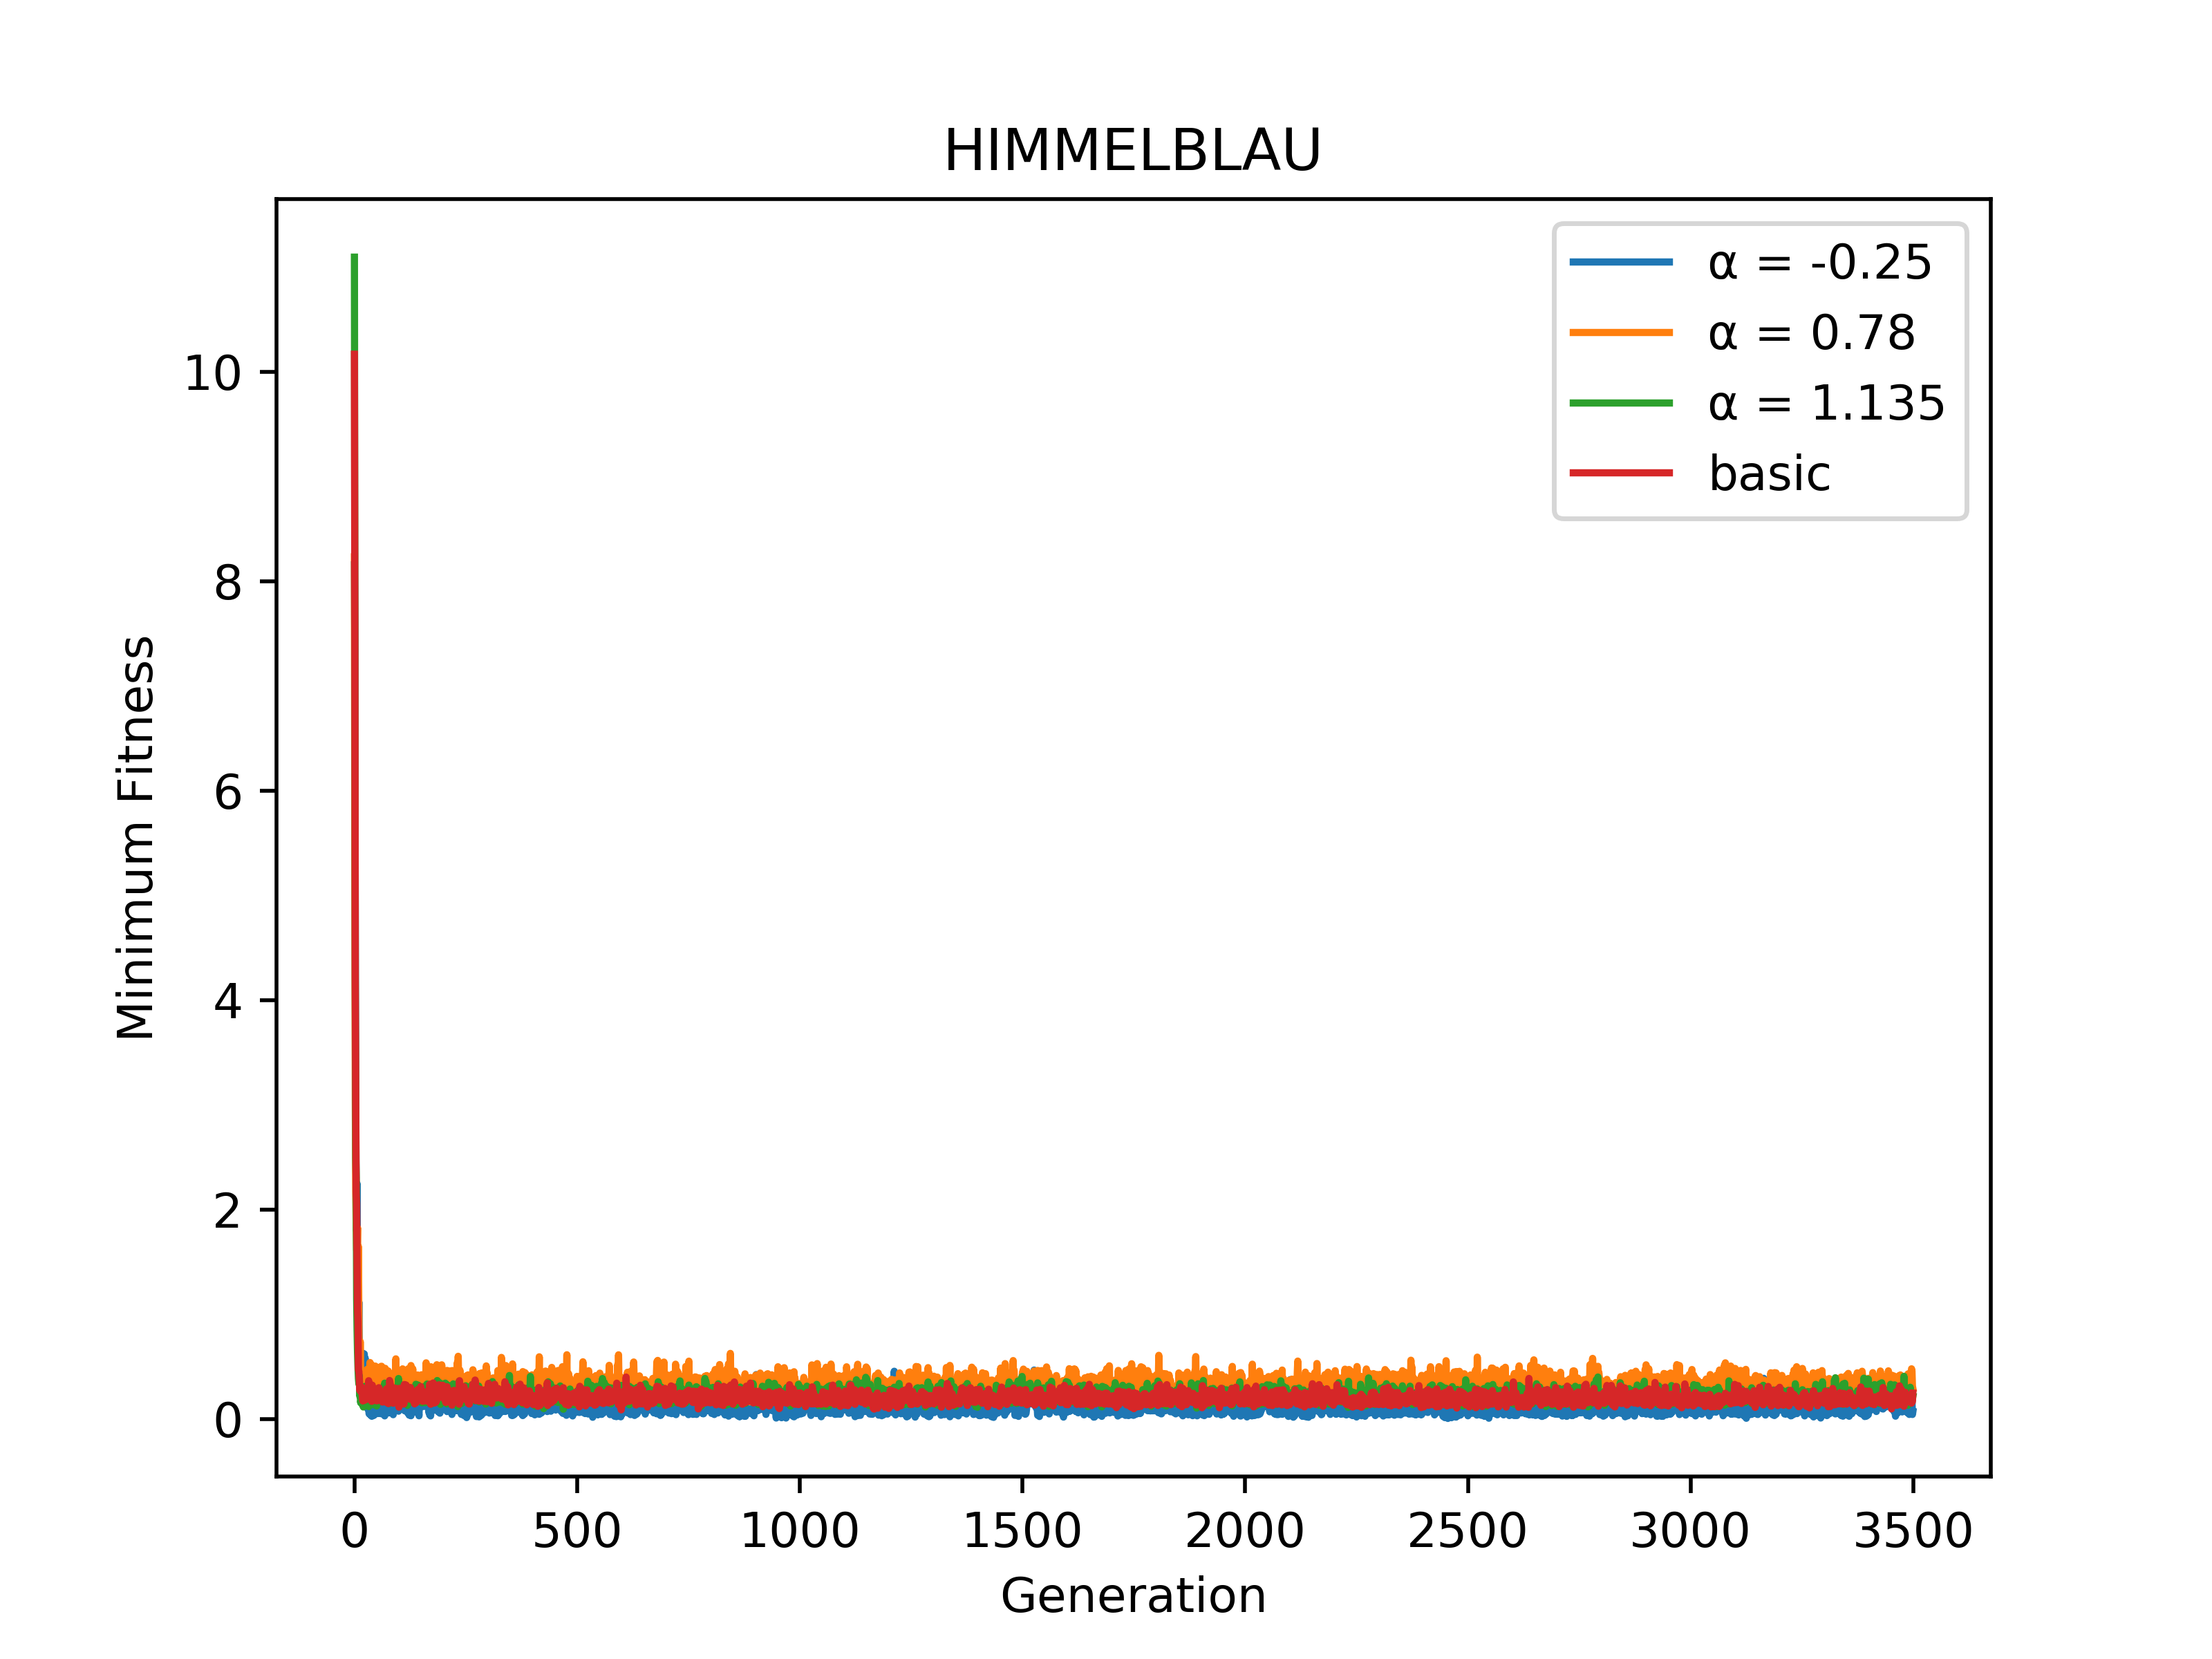 HIMMELBLAU
α = -0.25
α = 0.78
α = 1.135
basic
Minimum Fitness
10
8
6
4
2
0
0 500 1000 1500 2000 2500 3000 3500
Generation